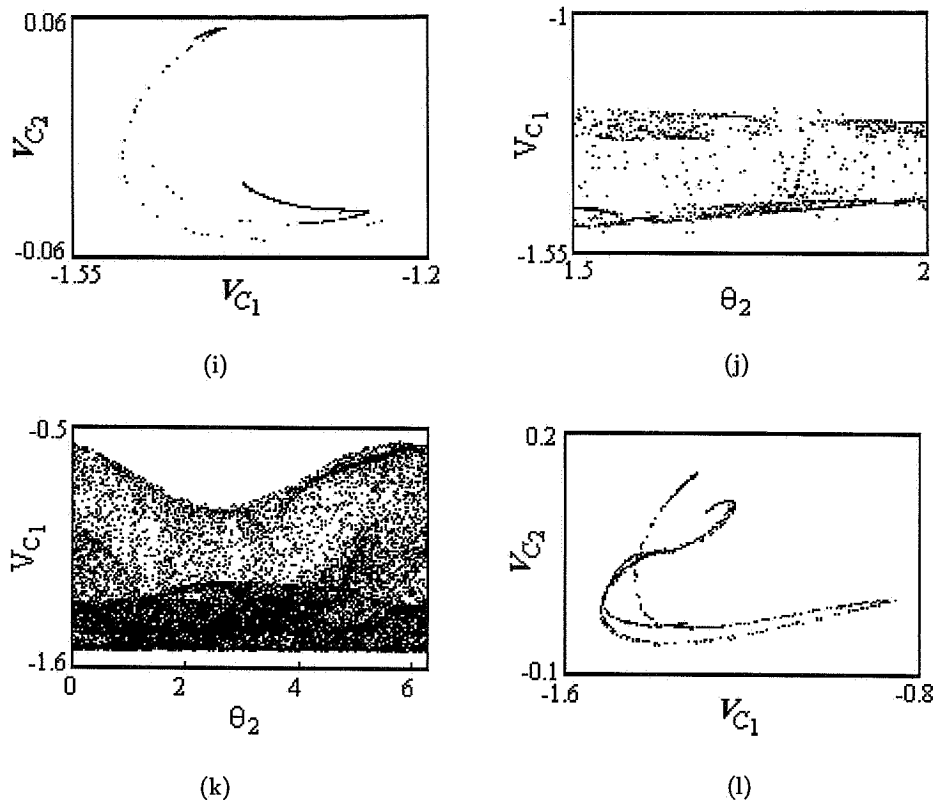 0.06
V_{C_2}
-0.06
-1.55
-1.2
V_{C_1}
(i)
-1
V_{C_1}
-1.55
1.5
2
θ_2
(j)
-0.5
V_{C_1}
-1.6
0
2
4
6
θ_2
(k)
0.2
V_{C_2}
-0.1
-1.6
-0.8
V_{C_1}
(l)